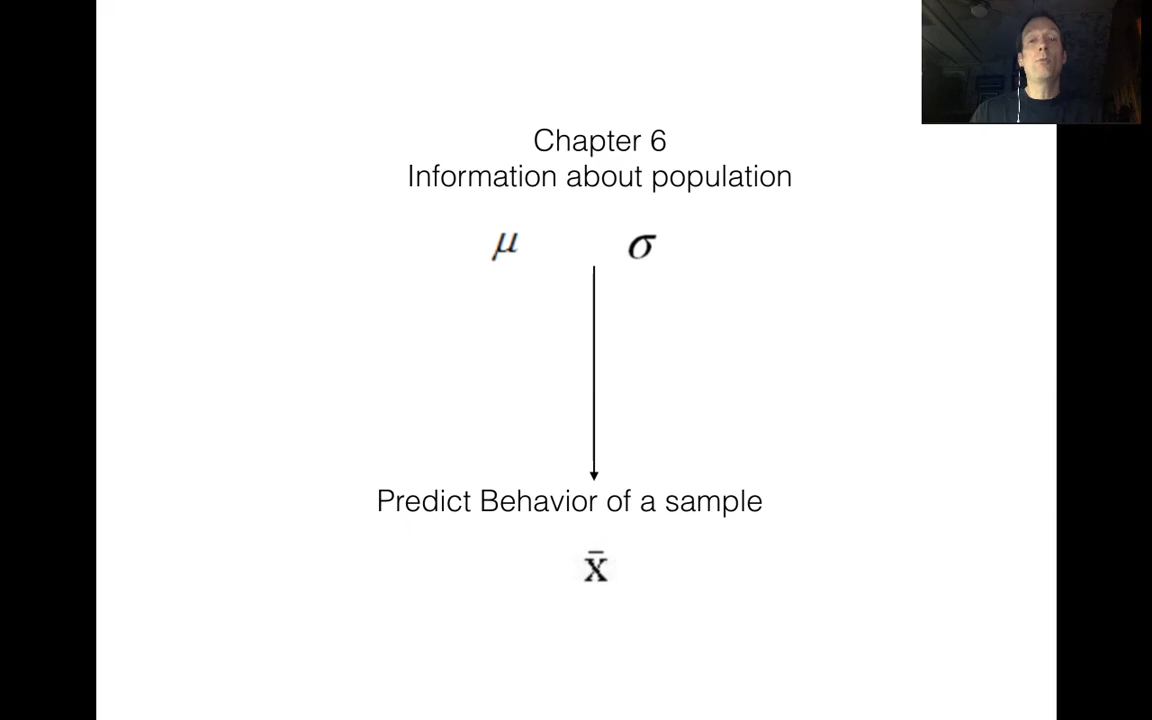 Chapter 6
Information about population
μ σ
Predict Behavior of a sample
x̄